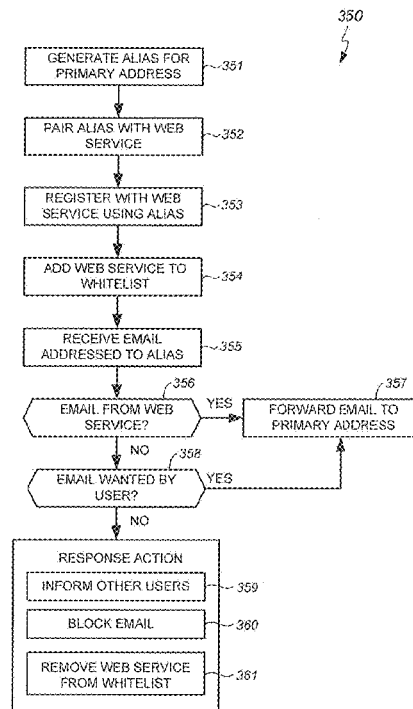 350
GENERATE ALIAS FOR
PRIMARY ADDRESS
351
PAIR ALIAS WITH WEB
SERVICE
352
REGISTER WITH WEB
SERVICE USING ALIAS
353
ADD WEB SERVICE TO
WHITELIST
354
RECEIVE EMAIL
ADDRESSED TO ALIAS
355
356
EMAIL FROM WEB
SERVICE?
YES
357
FORWARD EMAIL TO
PRIMARY ADDRESS
NO
358
EMAIL WANTED BY
USER?
YES
NO
RESPONSE ACTION
INFORM OTHER USERS
359
BLOCK EMAIL
360
REMOVE WEB SERVICE
FROM WHITELIST
361